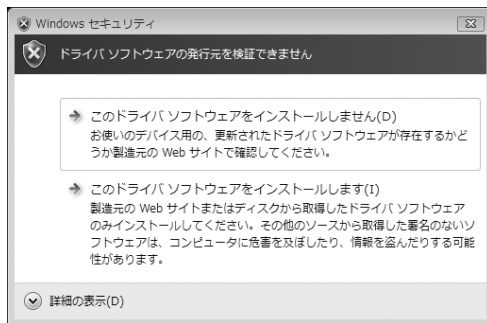 Windows セキュリティ
ドライバ ソフトウェアの発行元を検証できません
このドライバ ソフトウェアをインストールしません(D)
お使いのデバイス用の、更新されたドライバ ソフトウェアが存在するかど
うか製造元の Web サイトで確認してください。
このドライバ ソフトウェアをインストールします(I)
製造元の Web サイトまたはディスクから取得したドライバ ソフトウェア
のみインストールしてください。その他のソースから取得した署名のないソ
フトウェアは、コンピュータに危害を及ぼしたり、情報を盗んだりする可能
性があります。
詳細の表示(D)